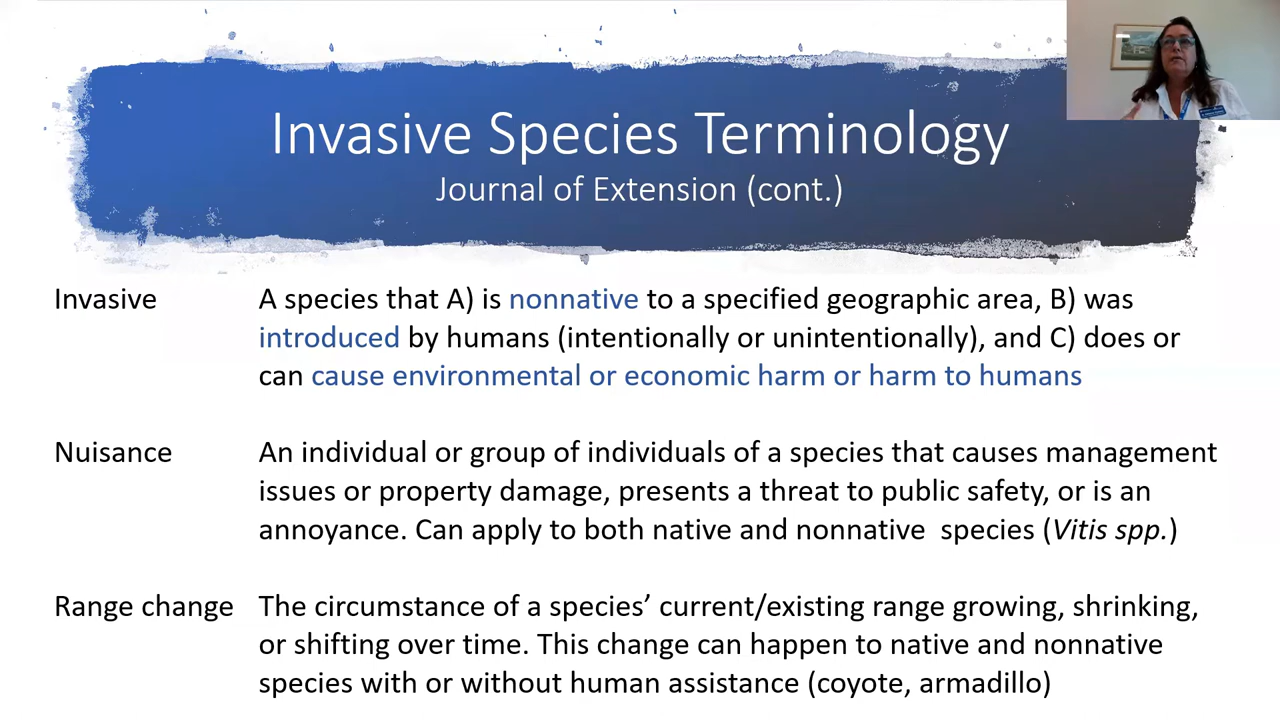 Invasive Species Terminology
Journal of Extension (cont.)
Invasive A species that A) is nonnative to a specified geographic area, B) was
introduced by humans (intentionally or unintentionally), and C) does or
can cause environmental or economic harm or harm to humans
Nuisance An individual or group of individuals of a species that causes management
issues or property damage, presents a threat to public safety, or is an
annoyance. Can apply to both native and nonnative  species (Vitis spp.)
Range change The circumstance of a species’ current/existing range growing, shrinking,
or shifting over time. This change can happen to native and nonnative
species with or without human assistance (coyote, armadillo)